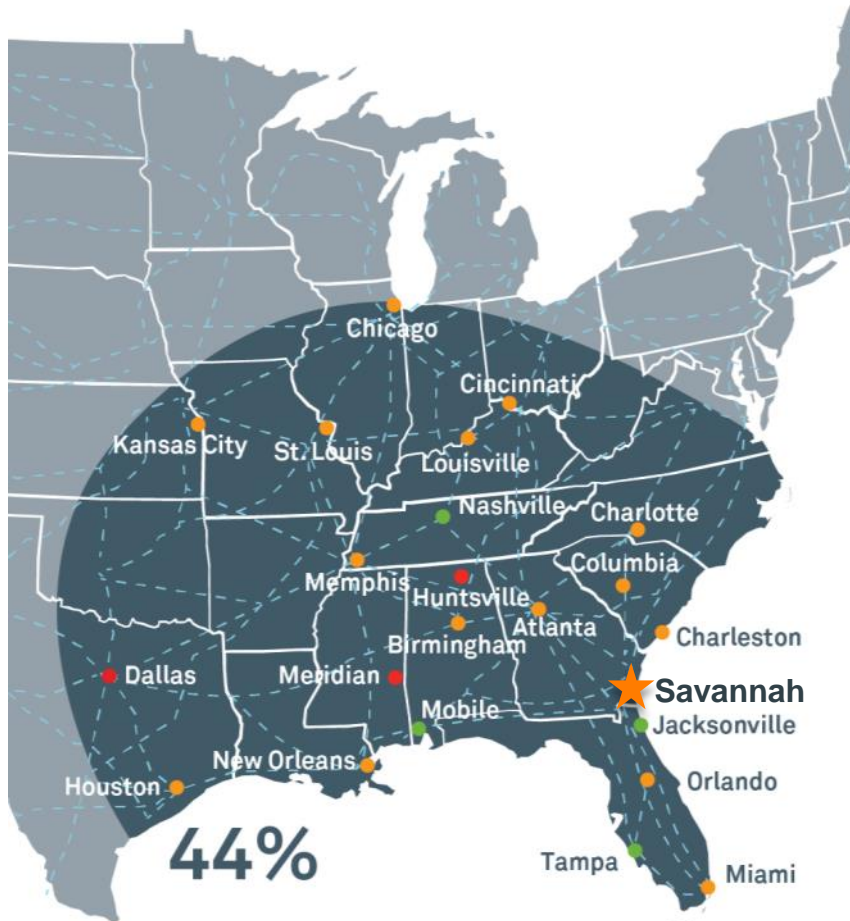 Chicago
Cincinnati
Kansas City
St. Louis
Louisville
Nashville
Charlotte
Memphis
Columbia
Huntsville
Atlanta
Birmingham
Charleston
Dallas
Meridian
Savannah
Mobile
Jacksonville
New Orleans
Houston
Orlando
44%
Tampa
Miami